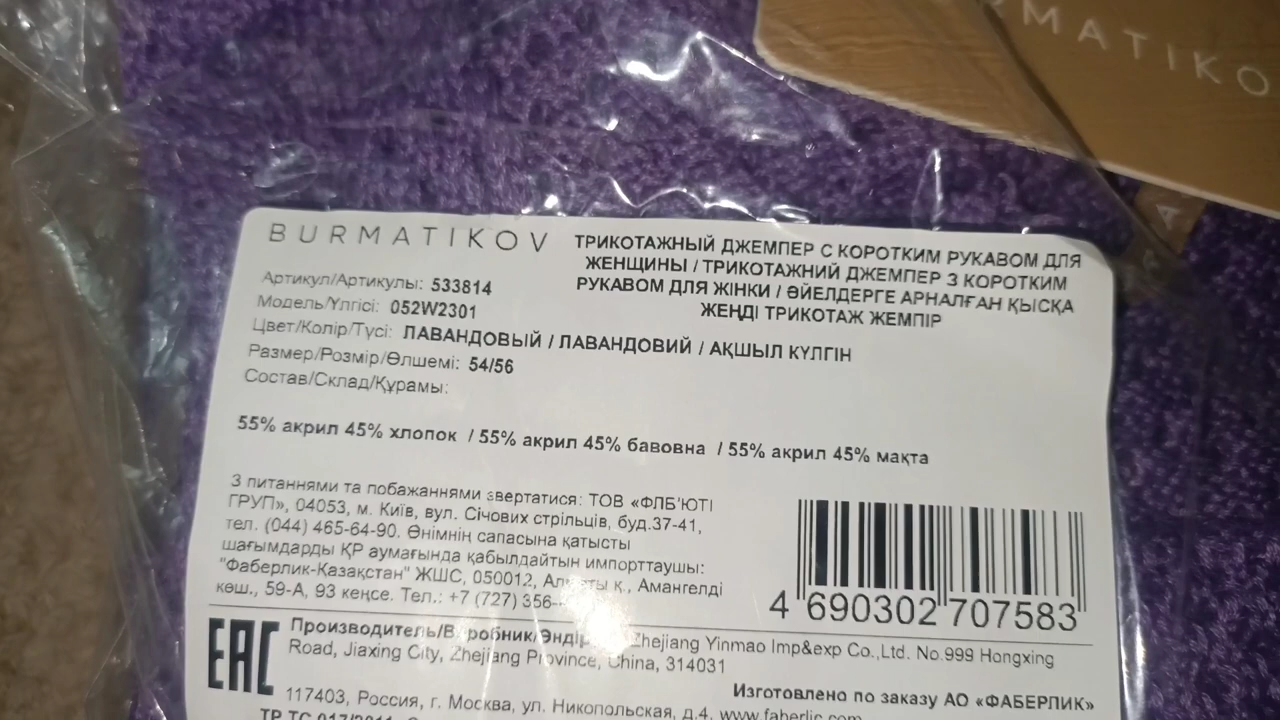 RMATIKO
BURMATIKOV
ТРИКОТАЖНЫЙ ДЖЕМПЕР С КОРОТКИМ РУКАВОМ ДЛЯ
ЖЕНЩИНЫ / ТРИКОТАЖНИЙ ДЖЕМПЕР З КОРОТКИМ
РУКАВОМ ДЛЯ ЖІНКИ / ӘЙЕЛДЕРГЕ АРНАЛҒАН ҚЫСҚА
ЖЕҢДІ ТРИКОТАЖ ЖЕМПІР
Артикул/Артикулы: 533814
Модель/Үлгісі: 052W2301
Цвет/Колір/Түсі: ЛАВАНДОВЫЙ / ЛАВАНДОВИЙ / АҚШЫЛ КҮЛГІН
Размер/Розмір/Өлшемі: 54/56
Состав/Склад/Құрамы:
55% акрил 45% хлопок / 55% акрил 45% бавовна / 55% акрил 45% мақта
З питаннями та побажаннями звертатися: ТОВ «ФЛБ'ЮТІ
ГРУП», 04053, м. Київ, вул. Січових стрільців, буд.37-41,
тел. (044) 465-64-90. Өнімнің сапасына қатысты
шағымдарды ҚР аумағында қабылдайтын импорттаушы:
"Фаберлик-Қазақстан" ЖШС, 050012, Алматы қ., Амангелді
көш., 59-А, 93 кеңсе. Тел.: +7 (727) 356-
4 690302 707583
EAC
Производитель/Виробник/Өндір Zhejiang Yinmao Imp&exp Co.,Ltd. No.999 Hongxing
Road, Jiaxing City, Zhejiang Province, China, 314031
Изготовлено по заказу АО «ФАБЕРЛИК»
117403, Россия, г. Москва, ул. Никопольская, д.4, www.faberlic.com
ТР ТС 017/2011